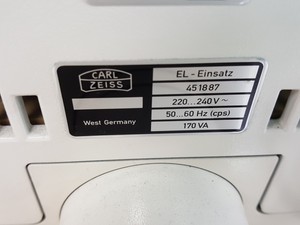 CARL
ZEISS
West Germany
EL - Einsatz
451887
220...240 V ~
50...60 Hz (cps)
170 VA